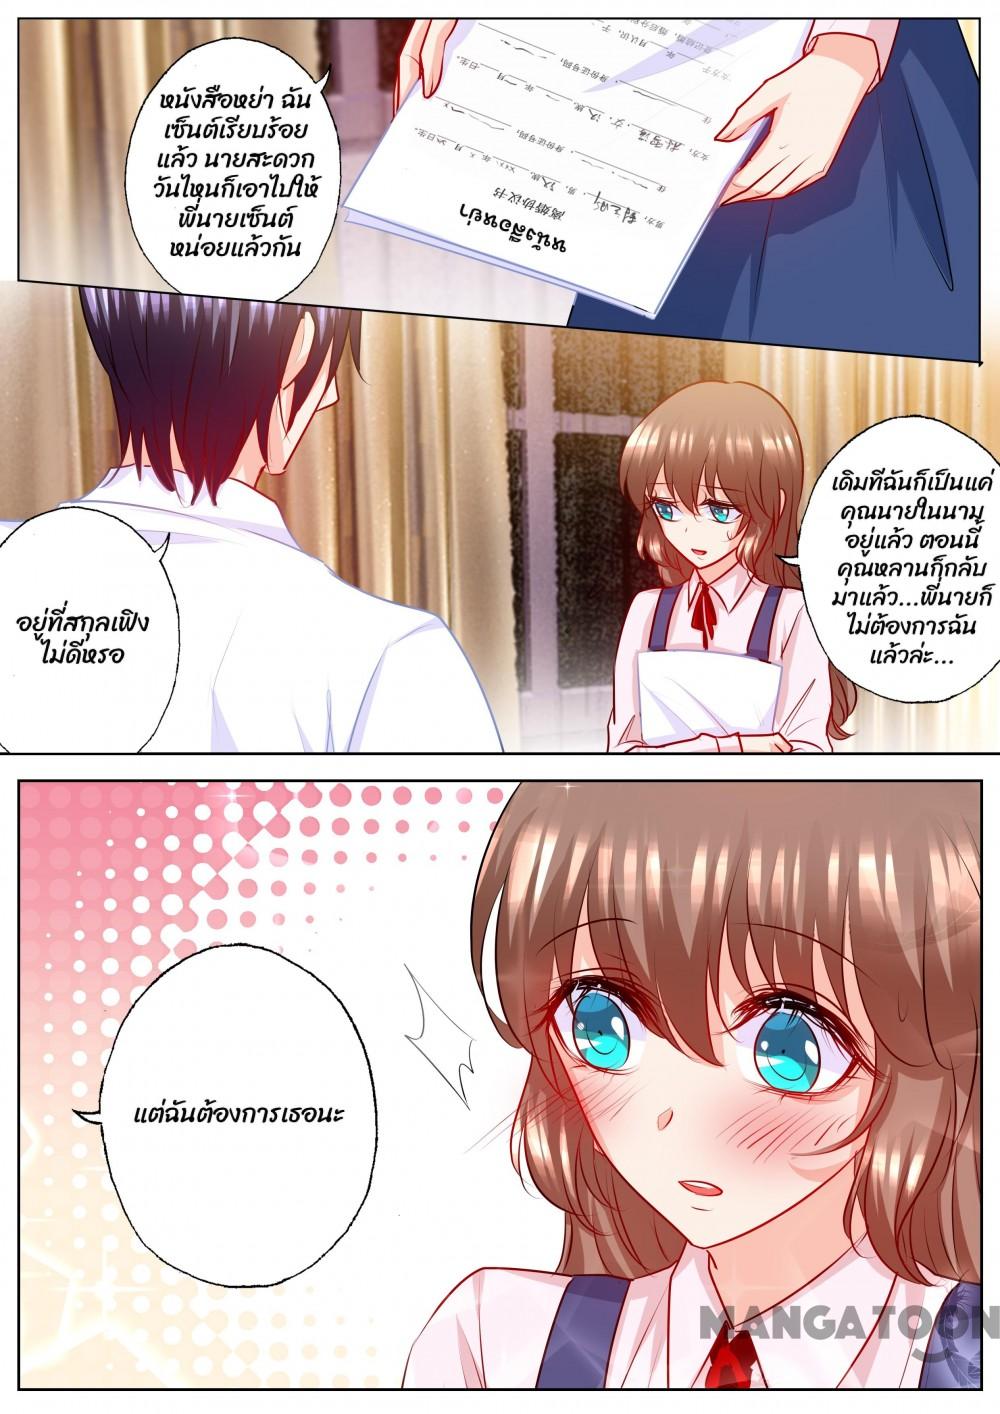 หนังสือหย่า ฉัน
เซ็นต์เรียบร้อย
แล้ว นายสะดวก
วันไหนก็เอาไปให้
พี่นายเซ็นต์
หน่อยแล้วกัน
หนังสือหย่า
离婚协议书
เดิมทีฉันก็เป็นแค่
คุณนายในนาม
อยู่แล้ว ตอนนี้
คุณหลานก็กลับ
มาแล้ว...พี่นายก็
ไม่ต้องการฉัน
แล้วล่ะ...
อยู่ที่สกุลเฟิง
ไม่ดีหรอ
แต่ฉันต้องการเธอนะ
MANGATOON